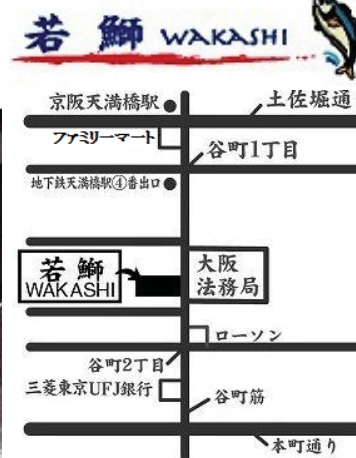 若鰤 WAKASHI
京阪天満橋駅
土佐堀通
ファミリーマート
谷町1丁目
地下鉄天満橋駅④番出口
若鰤
WAKASHI
大阪
法務局
ローソン
谷町2丁目
三菱東京UFJ銀行
谷町筋
本町通り